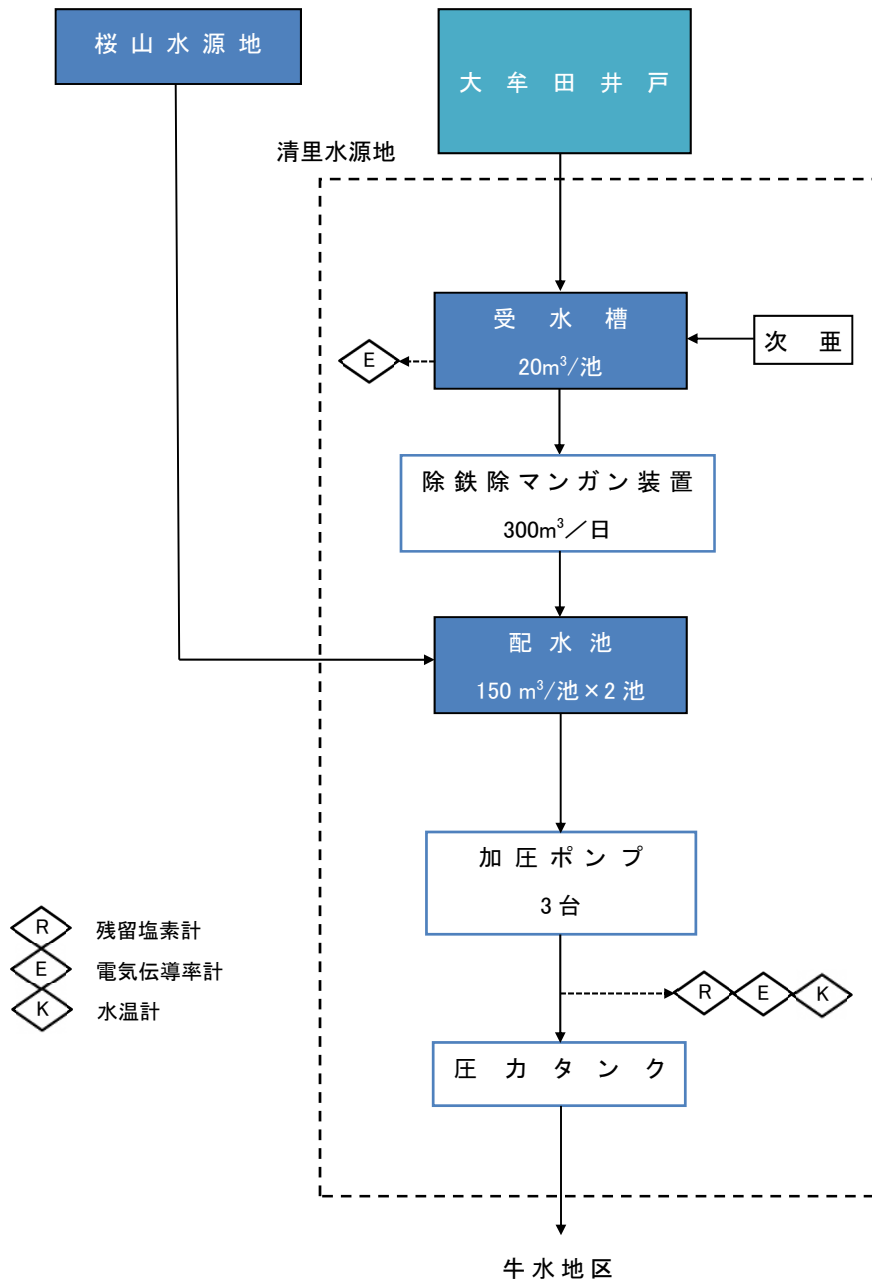 桜山水源地
大牟田井戸
清里水源地
受水槽
20m³/池
次亜
E
除鉄除マンガン装置
300m³／日
配水池
150 m³/池×2 池
加圧ポンプ
3 台
R 残留塩素計
E 電気伝導率計
K 水温計
R E K
圧力タンク
牛水地区